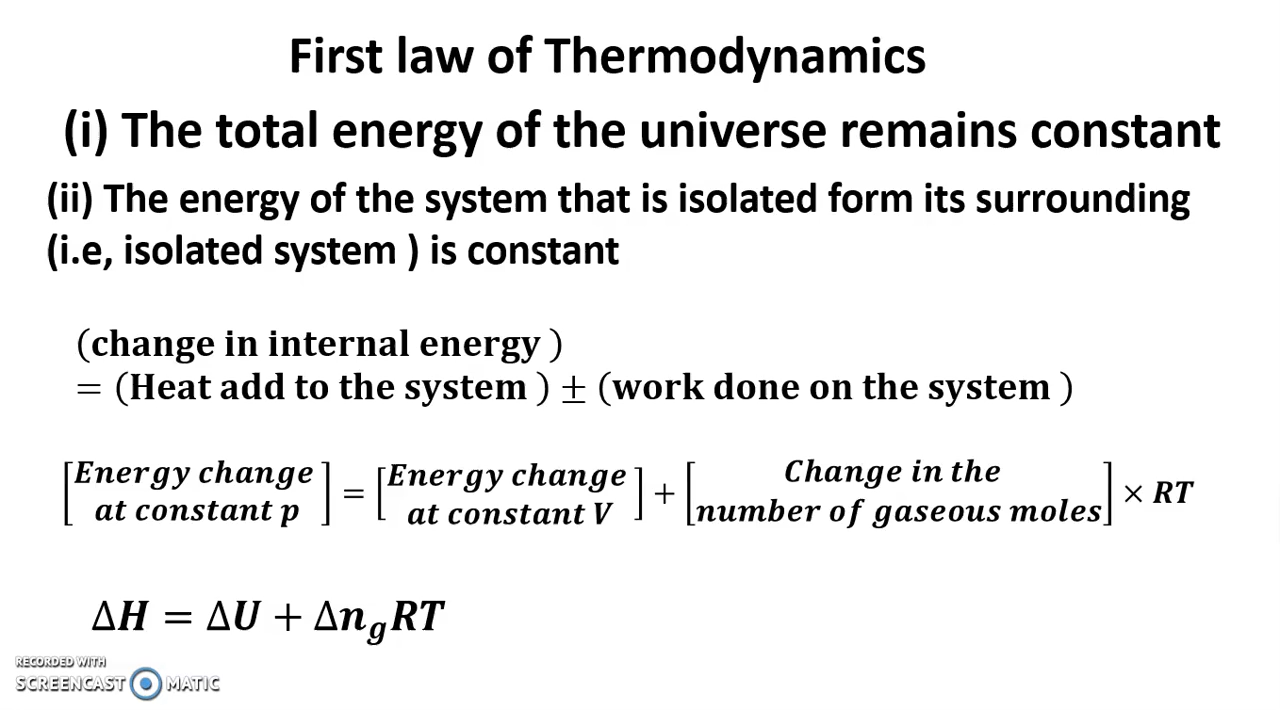 First law of Thermodynamics
(i) The total energy of the universe remains constant
(ii) The energy of the system that is isolated form its surrounding
(i.e, isolated system ) is constant
(change in internal energy )
= (Heat add to the system ) ± (work done on the system )
[Energy change at constant p] = [Energy change at constant V] + [Change in the number of gaseous moles] × RT
ΔH = ΔU + Δn_gRT
RECORDED WITH
SCREENCAST MATIC